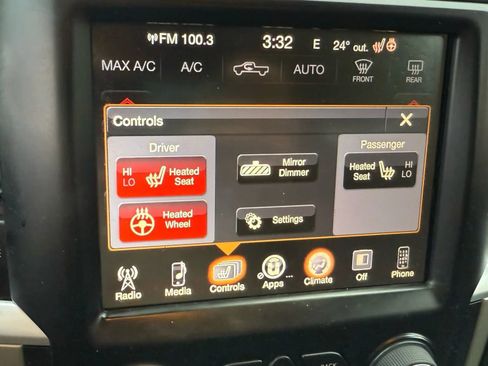 FM 100.3 3:32 E 24° out.
MAX A/C A/C AUTO FRONT REAR
Controls X
Driver
HI LO Heated Seat
Heated Wheel
Mirror Dimmer
Settings
Passenger
Heated Seat HI LO
Radio Media Controls Apps Climate Off Phone
BACK